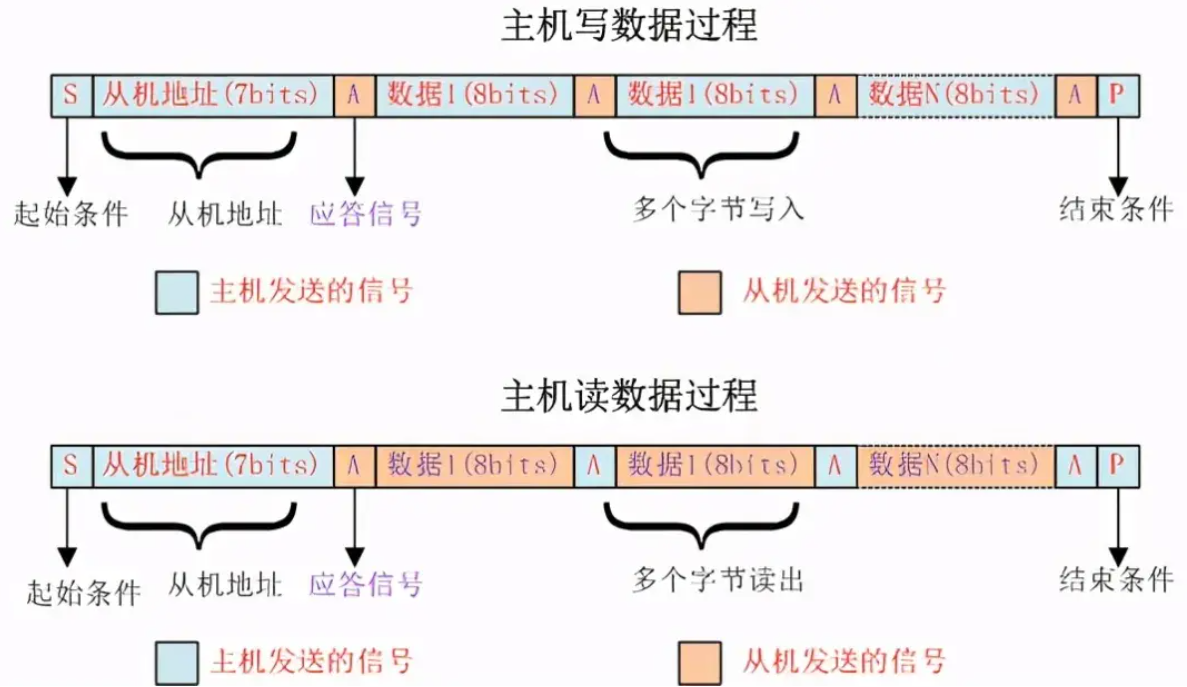 主机写数据过程
S 从机地址(7bits) A 数据1(8bits) A 数据1(8bits) A 数据N(8bits) A P
起始条件 从机地址 应答信号 多个字节写入 结束条件
主机发送的信号 从机发送的信号
主机读数据过程
S 从机地址(7bits) A 数据1(8bits) A 数据1(8bits) A 数据N(8bits) A P
起始条件 从机地址 应答信号 多个字节读出 结束条件
主机发送的信号 从机发送的信号